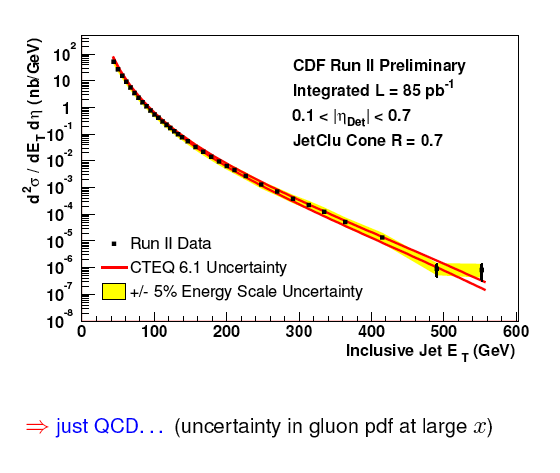 CDF Run II Preliminary
Integrated L = 85 pb⁻¹
0.1 < |η_Det| < 0.7
JetClu Cone R = 0.7
d²σ / dE_T dη (nb/GeV)
10²
10
1
10⁻¹
10⁻²
10⁻³
10⁻⁴
10⁻⁵
10⁻⁶
10⁻⁷
10⁻⁸
Run II Data
CTEQ 6.1 Uncertainty
+/- 5% Energy Scale Uncertainty
0 100 200 300 400 500 600
Inclusive Jet E_T (GeV)
⇒ just QCD... (uncertainty in gluon pdf at large x)